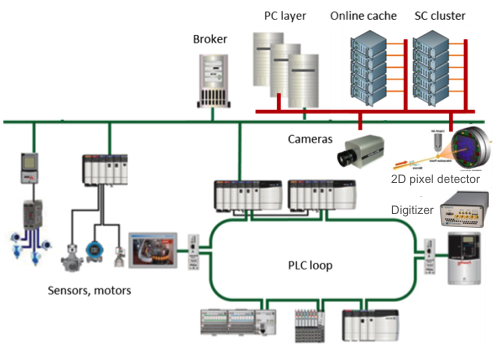 PC layer
Online cache
SC cluster
Broker
Cameras
2D pixel detector
Digitizer
PLC loop
Sensors, motors